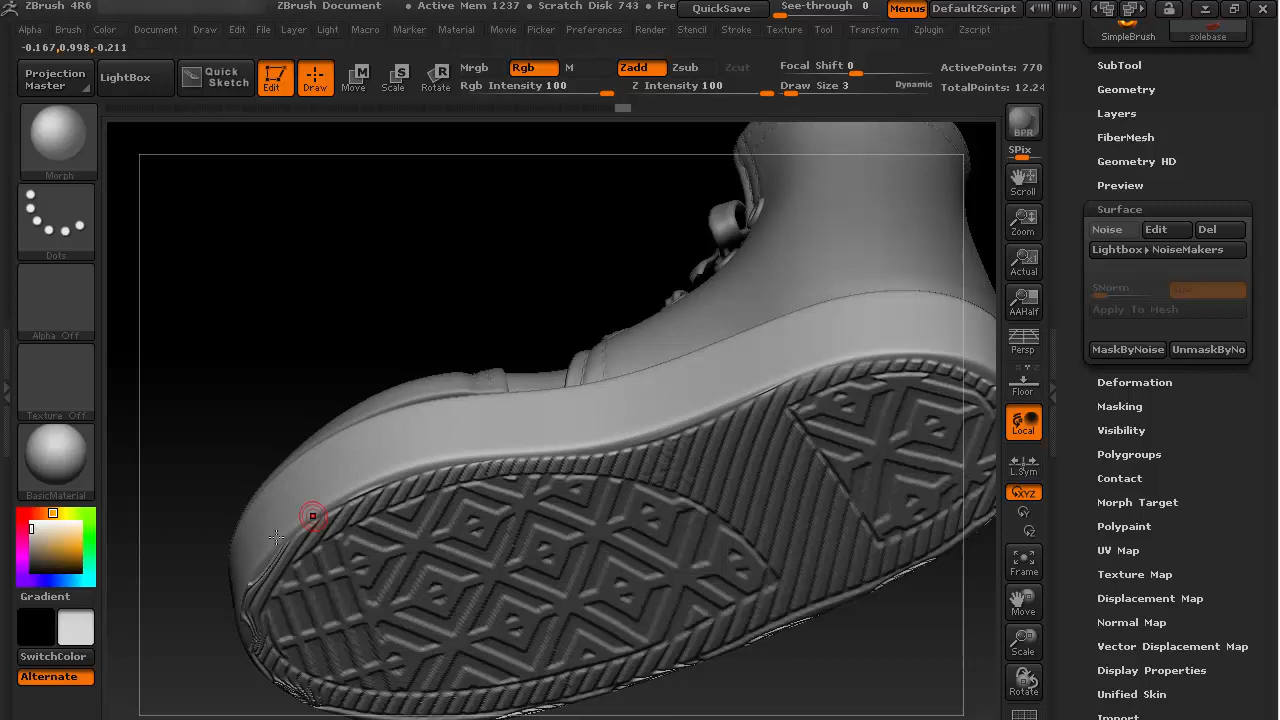 ZBrush 4R6
ZBrush Document
• Active Mem 1237 • Scratch Disk 743 • Fre
QuickSave
See-through 0
Menus
DefaultZScript
Alpha Brush Color Document Draw Edit File Layer Light Macro Marker Material Movie Picker Preferences Render Stencil Stroke Texture Tool Transform Zplugin Zscript
-0.167,0.998,-0.211
Projection Master
LightBox
Quick Sketch
Edit
Draw
Move
Scale
Rotate
Mrgb Rgb M
Rgb Intensity 100
Zadd Zsub Zcut
Z Intensity 100
Focal Shift 0
Draw Size 3 Dynamic
ActivePoints: 770
TotalPoints: 12.24
Morph
Dots
Alpha Off
Texture Off
BasicMaterial
Gradient
SwitchColor
Alternate
BPR
SPix
Scroll
Zoom
Actual
AAHalf
Persp
Floor
Local
L.Sym
XYZ
Frame
Move
Scale
Rotate
SimpleBrush
solebase
SubTool
Geometry
Layers
FiberMesh
Geometry HD
Preview
Surface
Noise Edit Del
Lightbox▸NoiseMakers
SNorm
Apply To Mesh
MaskByNoise UnmaskByNo
Deformation
Masking
Visibility
Polygroups
Contact
Morph Target
Polypaint
UV Map
Texture Map
Displacement Map
Normal Map
Vector Displacement Map
Display Properties
Unified Skin
Import